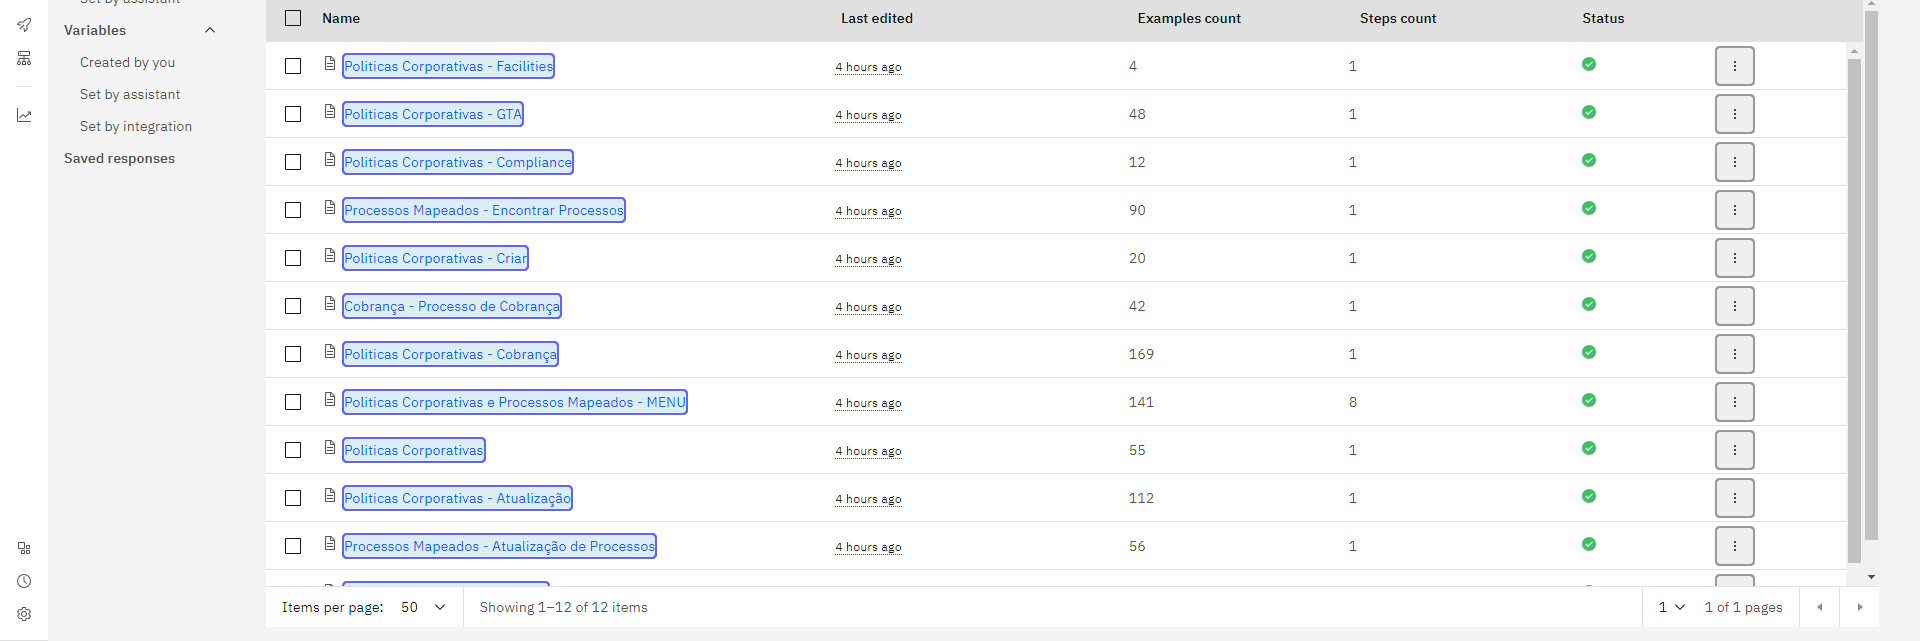 Set by assistant
Variables
Created by you
Set by assistant
Set by integration
Saved responses
Name Last edited Examples count Steps count Status
Politicas Corporativas - Facilities 4 hours ago 4 1
Politicas Corporativas - GTA 4 hours ago 48 1
Politicas Corporativas - Compliance 4 hours ago 12 1
Processos Mapeados - Encontrar Processos 4 hours ago 90 1
Politicas Corporativas - Criar 4 hours ago 20 1
Cobrança - Processo de Cobrança 4 hours ago 42 1
Politicas Corporativas - Cobrança 4 hours ago 169 1
Politicas Corporativas e Processos Mapeados - MENU 4 hours ago 141 8
Politicas Corporativas 4 hours ago 55 1
Politicas Corporativas - Atualização 4 hours ago 112 1
Processos Mapeados - Atualização de Processos 4 hours ago 56 1
Items per page: 50 Showing 1–12 of 12 items 1 1 of 1 pages